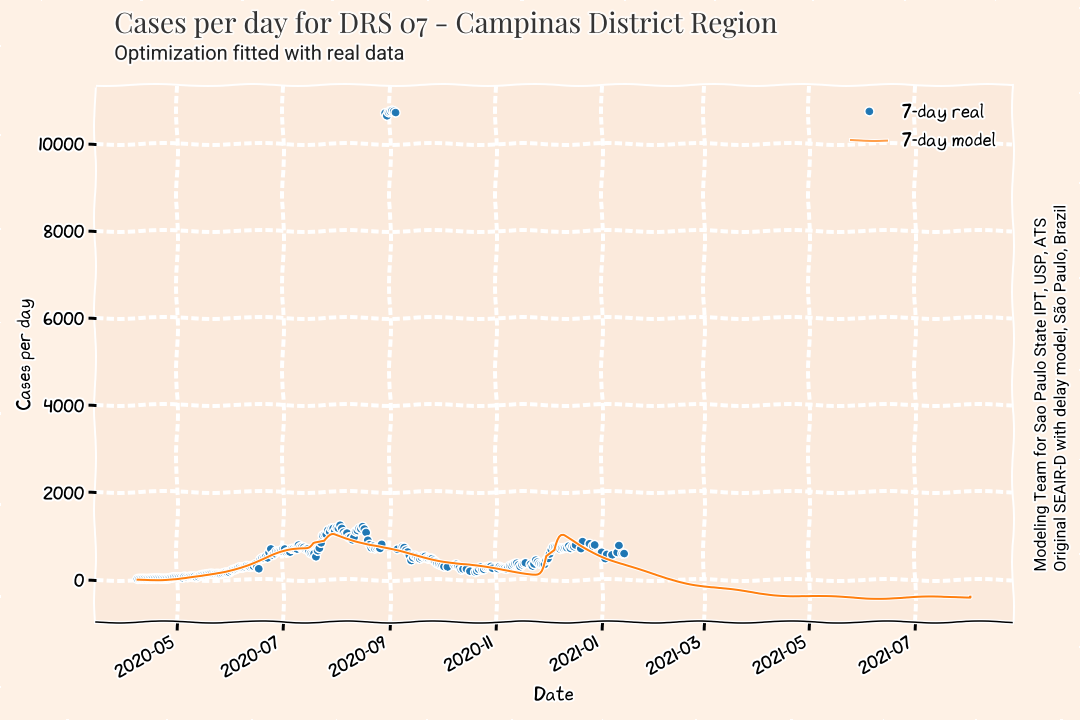 Cases per day for DRS 07 - Campinas District Region
Optimization fitted with real data
7-day real
7-day model
10000
8000
6000
4000
2000
0
Cases per day
2020-05
2020-07
2020-09
2020-11
2021-01
2021-03
2021-05
2021-07
Date
Modeling Team for Sao Paulo State IPT, USP, ATS
Original SEAIR-D with delay model, São Paulo, Brazil